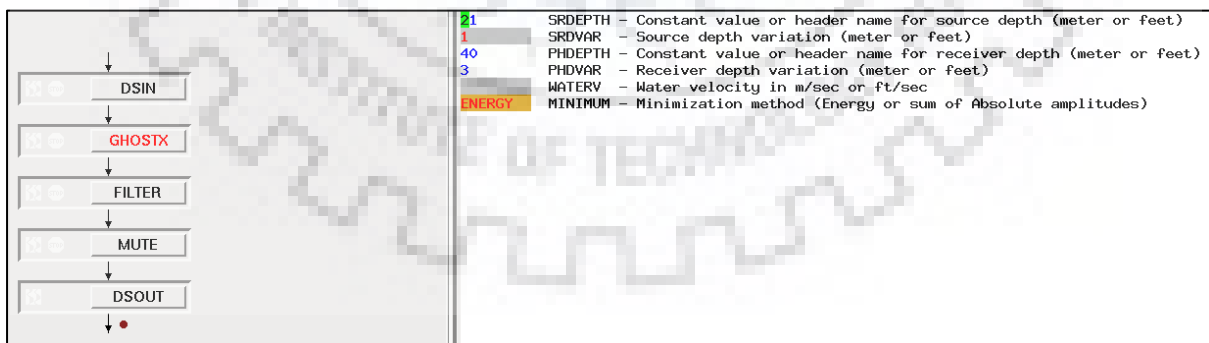 DSIN
GHOSTX
FILTER
MUTE
DSOUT
21 SRDEPTH - Constant value or header name for source depth (meter or feet)
1 SRDVAR - Source depth variation (meter or feet)
40 PHDEPTH - Constant value or header name for receiver depth (meter or feet)
3 PHDVAR - Receiver depth variation (meter or feet)
WATERV - Water velocity in m/sec or ft/sec
ENERGY MINIMUM - Minimization method (Energy or sum of Absolute amplitudes)
OF TECHNOLOGY